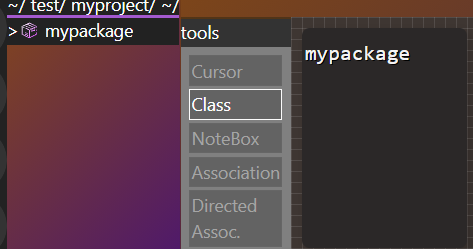 ~/ test/ myproject/ ~/
> mypackage
tools
Cursor
Class
NoteBox
Association
Directed
Assoc.
mypackage